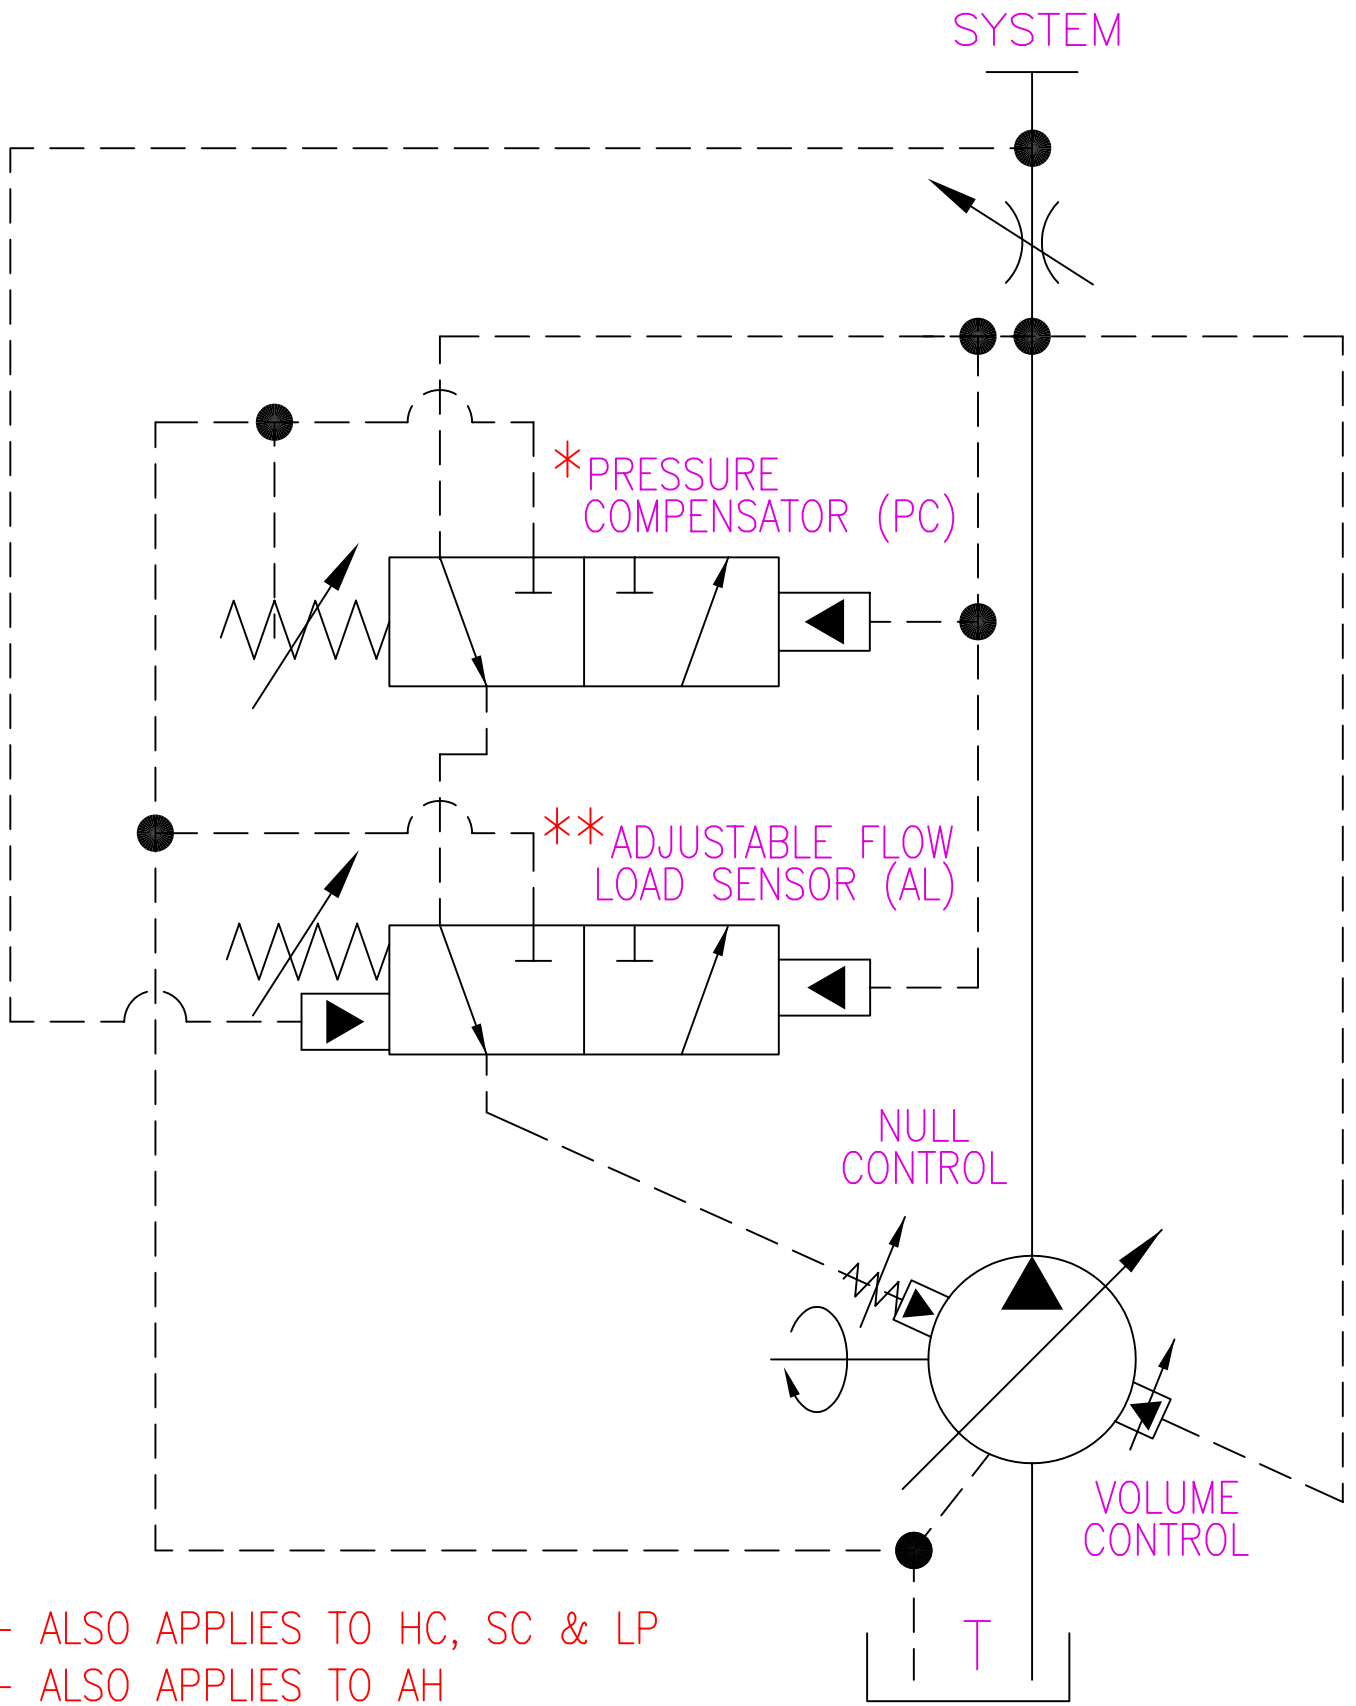 SYSTEM
*PRESSURE
COMPENSATOR (PC)
**ADJUSTABLE FLOW
LOAD SENSOR (AL)
NULL
CONTROL
VOLUME
CONTROL
T
- ALSO APPLIES TO HC, SC & LP
- ALSO APPLIES TO AH